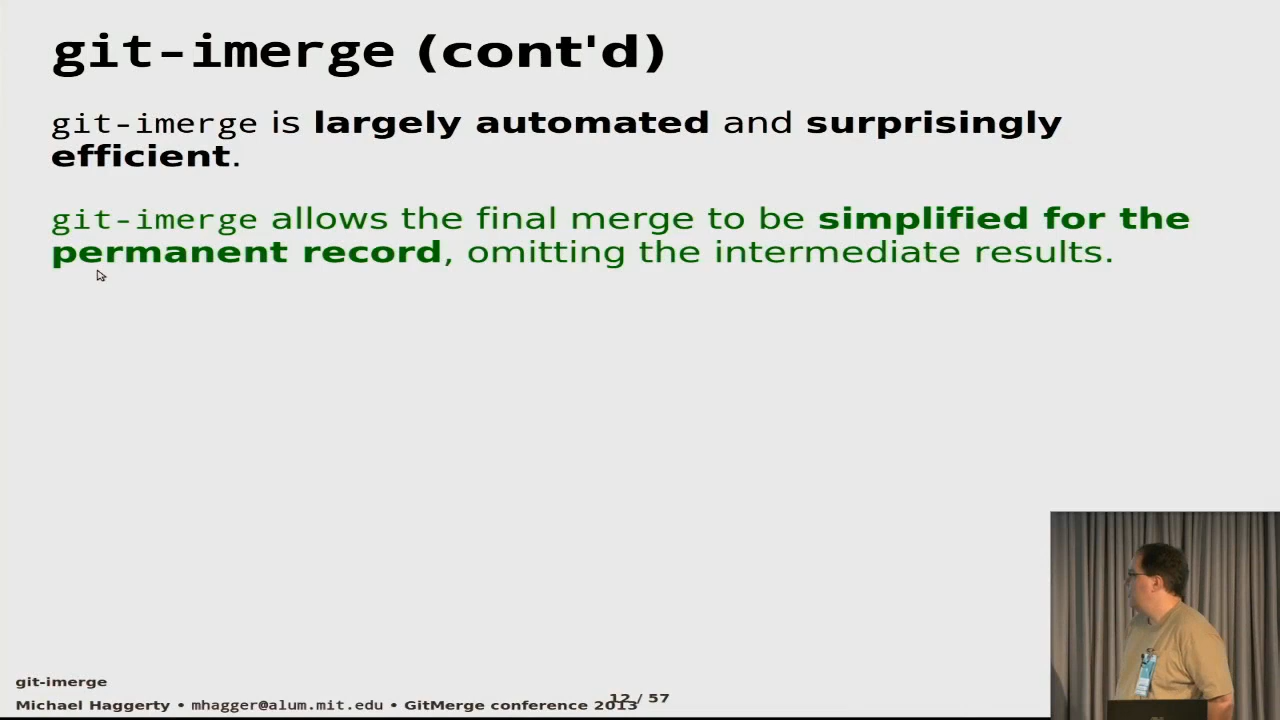 git-imerge (cont'd)
git-imerge is largely automated and surprisingly
efficient.
git-imerge allows the final merge to be simplified for the
permanent record, omitting the intermediate results.
git-imerge
Michael Haggerty • mhagger@alum.mit.edu • GitMerge conference 2013
12 / 57